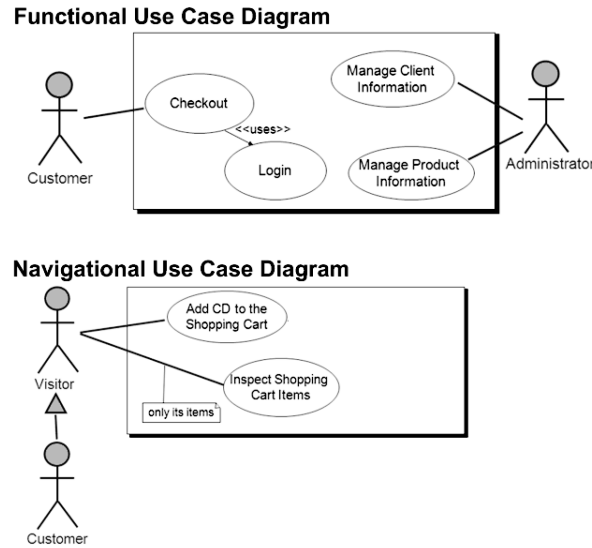 Functional Use Case Diagram
Manage Client
Information
Checkout
<<uses>>
Login
Manage Product
Information
Customer
Administrator
Navigational Use Case Diagram
Add CD to the
Shopping Cart
Visitor
Inspect Shopping
Cart Items
only its items
Customer